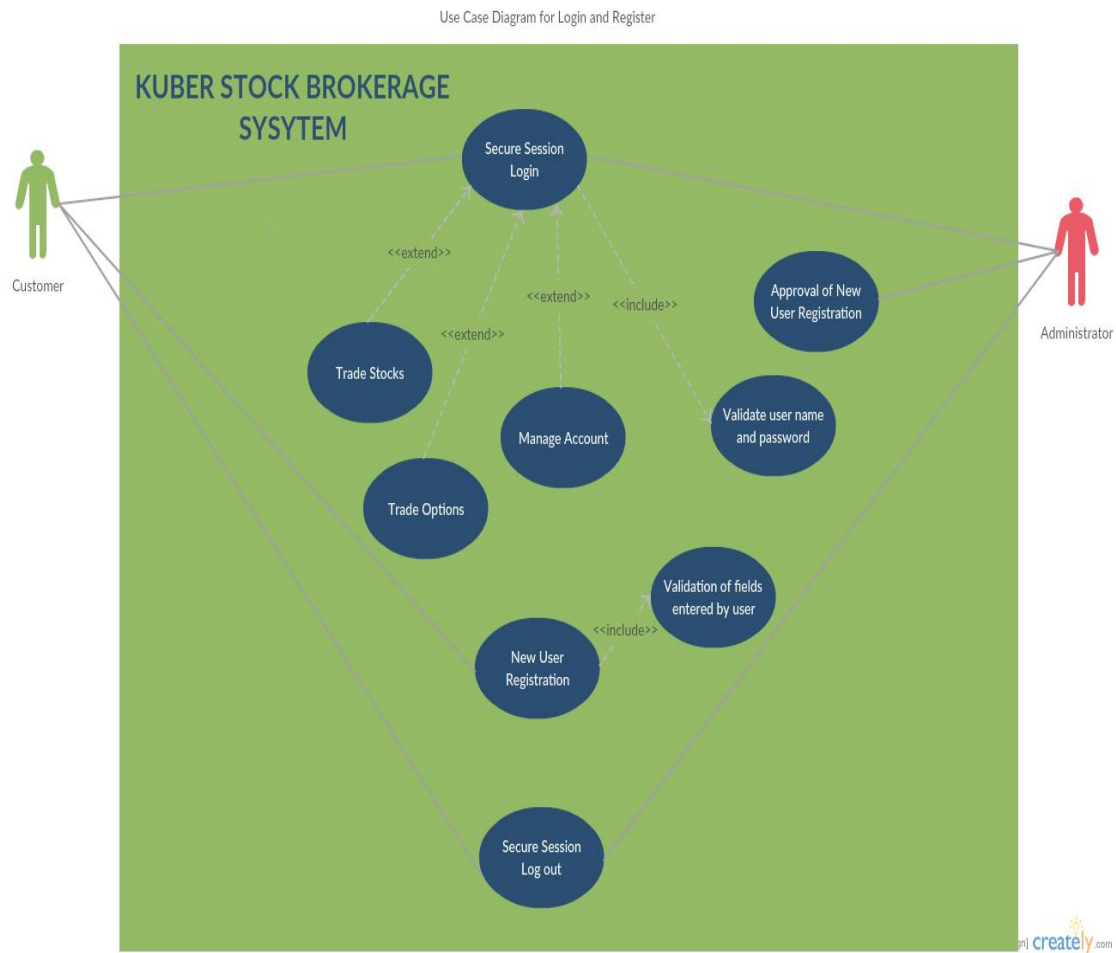 Use Case Diagram for Login and Register
KUBER STOCK BROKERAGE
SYSYTEM
Secure Session
Login
<<extend>>
<<extend>>
<<include>>
<<extend>>
Customer
Approval of New
User Registration
Administrator
Trade Stocks
Manage Account
Validate user name
and password
Trade Options
Validation of fields
entered by user
<<include>>
New User
Registration
Secure Session
Log out
creately.com